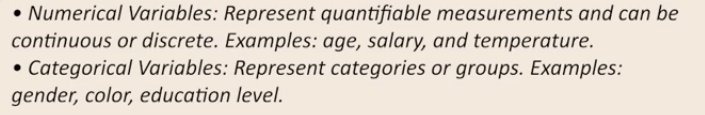 • Numerical Variables: Represent quantifiable measurements and can be
continuous or discrete. Examples: age, salary, and temperature.
• Categorical Variables: Represent categories or groups. Examples:
gender, color, education level.